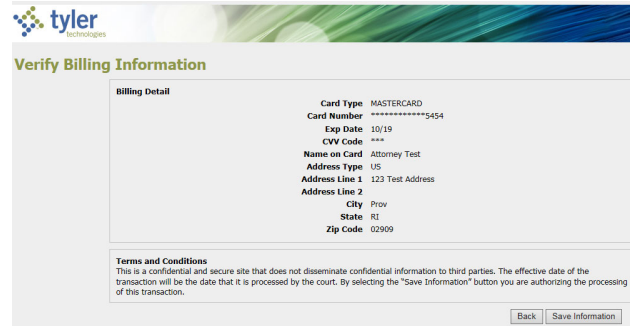 tyler
technologies
Verify Billing Information
Billing Detail
Card Type MASTERCARD
Card Number ************5454
Exp Date 10/19
CVV Code ***
Name on Card Attorney Test
Address Type US
Address Line 1 123 Test Address
Address Line 2
City Prov
State RI
Zip Code 02909
Terms and Conditions
This is a confidential and secure site that does not disseminate confidential information to third parties. The effective date of the
transaction will be the date that it is processed by the court. By selecting the “Save Information” button you are authorizing the processing
of this transaction.
Back Save Information